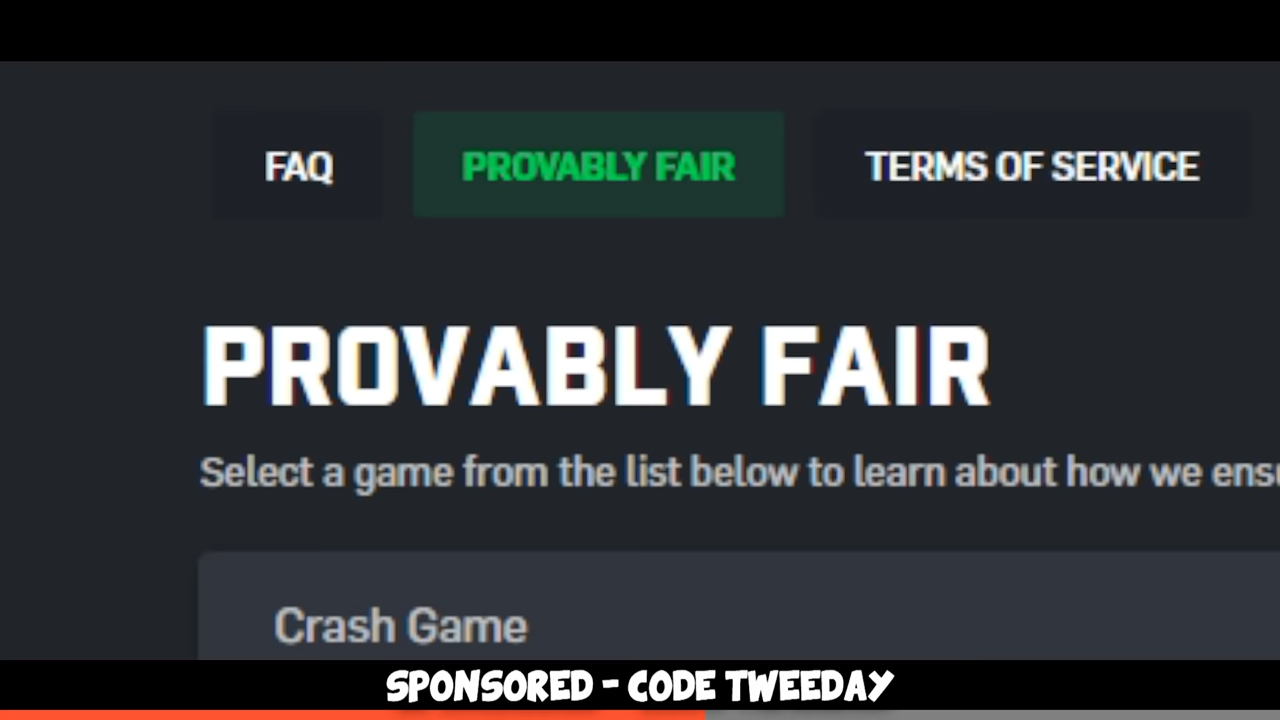 FAQ
PROVABLY FAIR
TERMS OF SERVICE
PROVABLY FAIR
Select a game from the list below to learn about how we
Crash Game
SPONSORED - CODE TWEEDAY